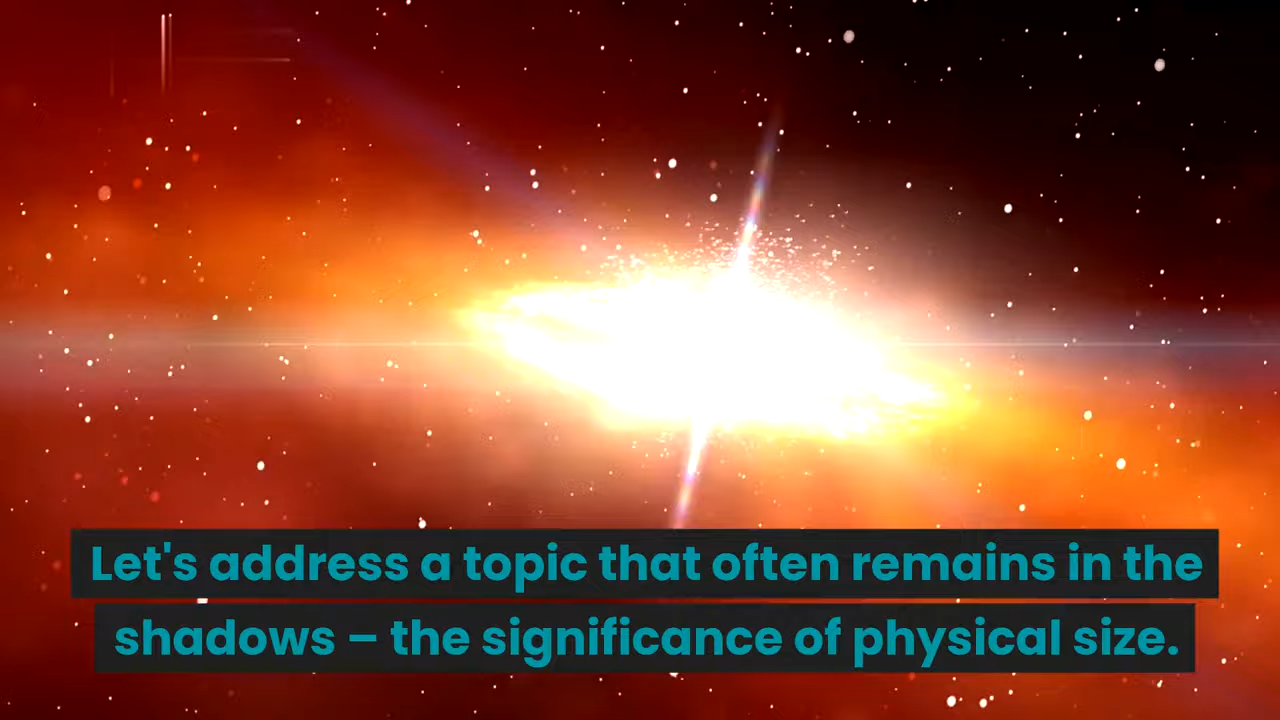 Let's address a topic that often remains in the
shadows – the significance of physical size.